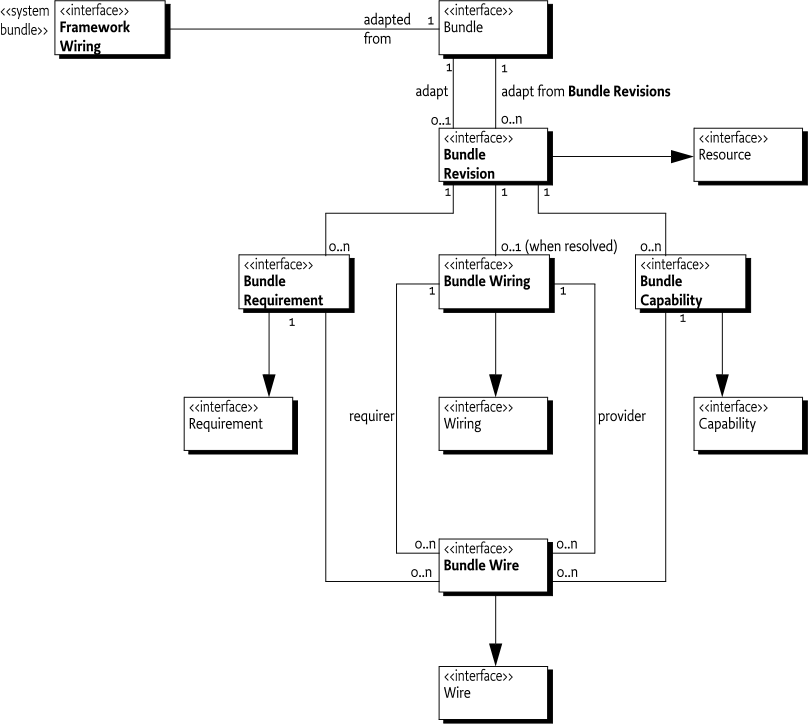 <<system
bundle>>
<<interface>>
Framework
Wiring
adapted
from
1
<<interface>>
Bundle
1
1
adapt
adapt from Bundle Revisions
0..1
0..n
<<interface>>
Bundle
Revision
<<interface>>
Resource
1
1
1
0..n
0..1 (when resolved)
0..n
<<interface>>
Bundle
Requirement
<<interface>>
Bundle Wiring
<<interface>>
Bundle
Capability
1
1
1
1
<<interface>>
Requirement
requirer
<<interface>>
Wiring
provider
<<interface>>
Capability
0..n
0..n
<<interface>>
Bundle Wire
0..n
0..n
<<interface>>
Wire